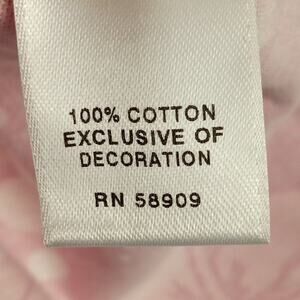 100% COTTON
EXCLUSIVE OF
DECORATION
RN 58909